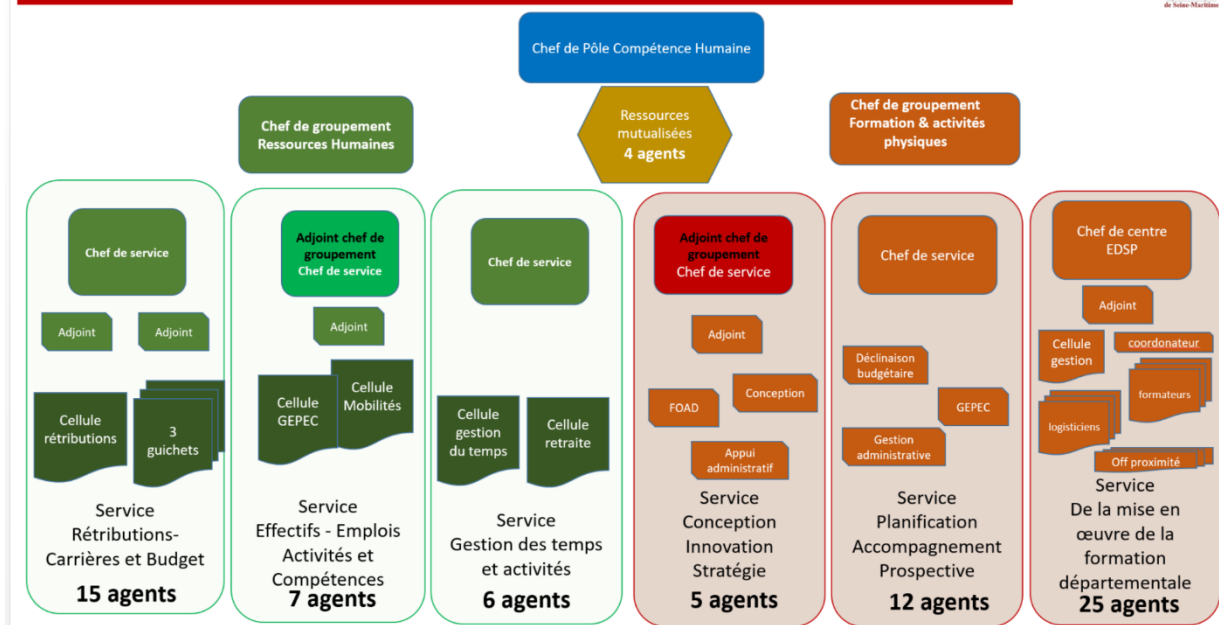 de Seine-Maritime
Chef de Pôle Compétence Humaine
Chef de groupement
Ressources Humaines
Ressources
mutualisées
4 agents
Chef de groupement
Formation & activités
physiques
Chef de service
Adjoint
Adjoint
Cellule
rétributions
3
guichets
Service
Rétributions-
Carrières et Budget
15 agents
Adjoint chef de
groupement
Chef de service
Adjoint
Cellule
GEPEC
Cellule
Mobilités
Service
Effectifs - Emplois
Activités et
Compétences
7 agents
Chef de service
Cellule
gestion
du temps
Cellule
retraite
Service
Gestion des temps
et activités
6 agents
Adjoint chef de
groupement
Chef de service
Adjoint
FOAD
Conception
Appui
administratif
Service
Conception
Innovation
Stratégie
5 agents
Chef de service
Déclinaison
budgétaire
GEPEC
Gestion
administrative
Service
Planification
Accompagnement
Prospective
12 agents
Chef de centre
EDSP
Adjoint
Cellule
gestion
coordonateur
formateurs
logisticiens
Off proximité
Service
De la mise en
œuvre de la
formation
départementale
25 agents